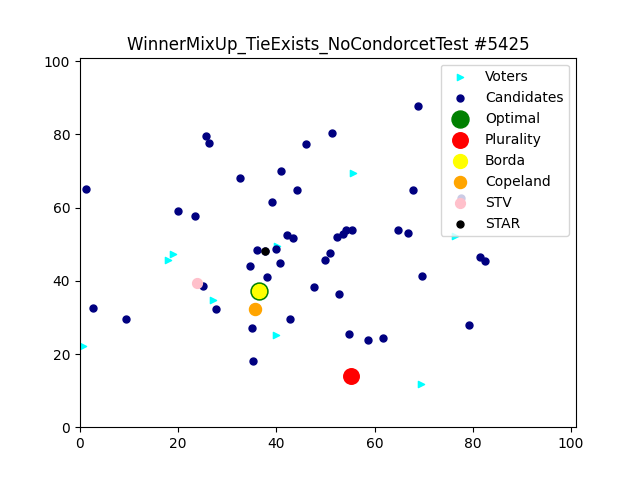 WinnerMixUp_TieExists_NoCondorcetTest #5425
100
80
60
40
20
0
0
20
40
60
80
100
Voters
Candidates
Optimal
Plurality
Borda
Copeland
STV
STAR